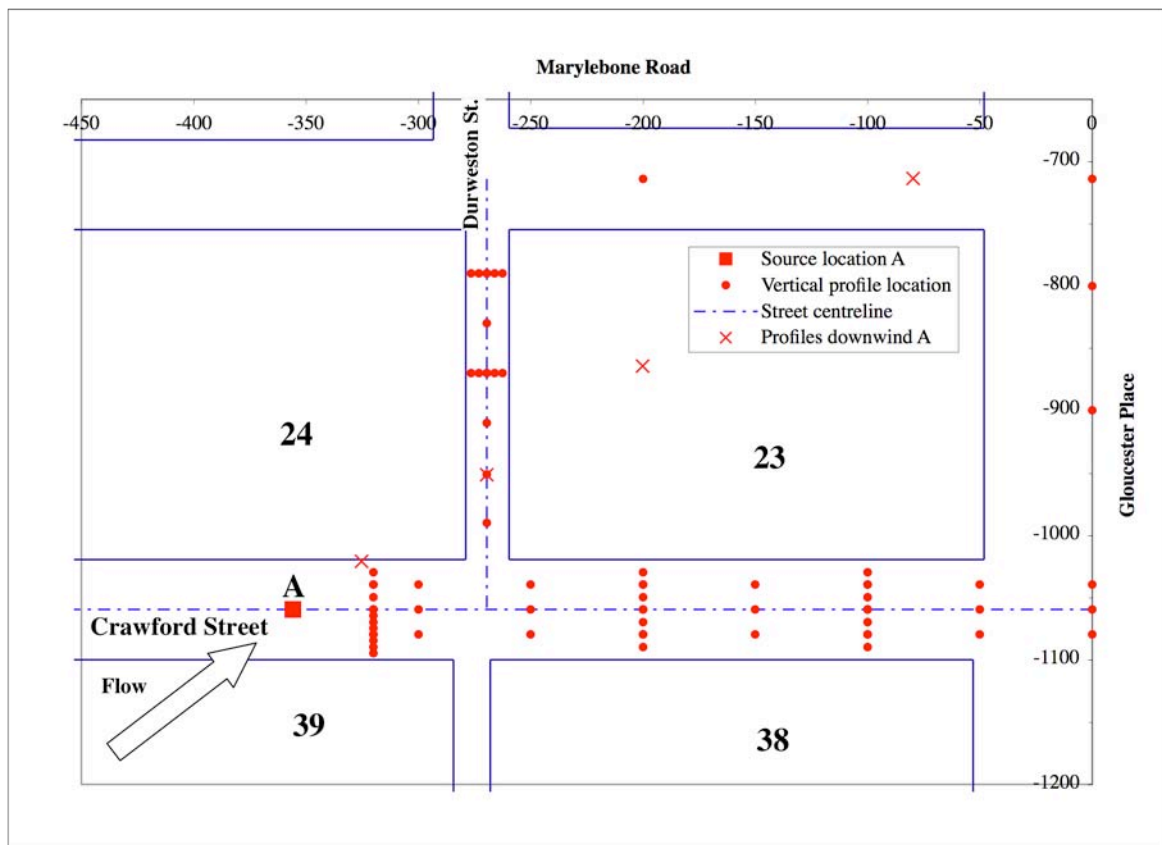 Marylebone Road
-450
-400
-350
-300
-250
-200
-150
-100
-50
0
Durweston St.
-700
Source location A
Vertical profile location
Street centreline
Profiles downwind A
-800
Gloucester Place
-900
24
23
-1000
A
Crawford Street
-1100
Flow
39
38
-1200